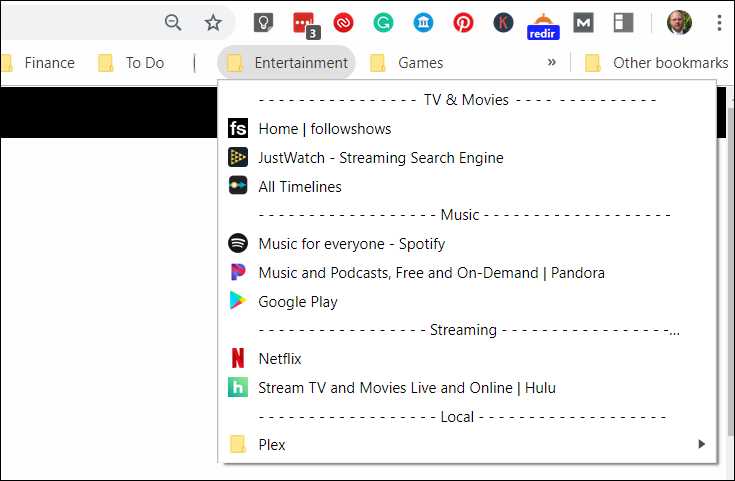 3
redir
Finance To Do Entertainment Games » Other bookmarks
- - - - - - - - - - - - - - - - TV & Movies - - - - - - - - - - - - - -
fs Home | followshows
JustWatch - Streaming Search Engine
All Timelines
- - - - - - - - - - - - - - - - - - Music - - - - - - - - - - - - - - - - - -
Music for everyone - Spotify
Music and Podcasts, Free and On-Demand | Pandora
Google Play
- - - - - - - - - - - - - - - - - Streaming - - - - - - - - - - - - - - - - -...
Netflix
h Stream TV and Movies Live and Online | Hulu
- - - - - - - - - - - - - - - - - - Local - - - - - - - - - - - - - - - - - -
Plex